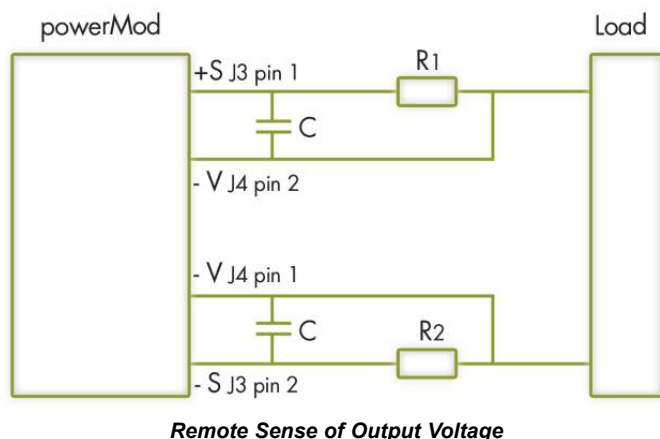 powerMod Load
+S J3 pin 1 R1
C
- V J4 pin 2
- V J4 pin 1
C R2
- S J3 pin 2
Remote Sense of Output Voltage